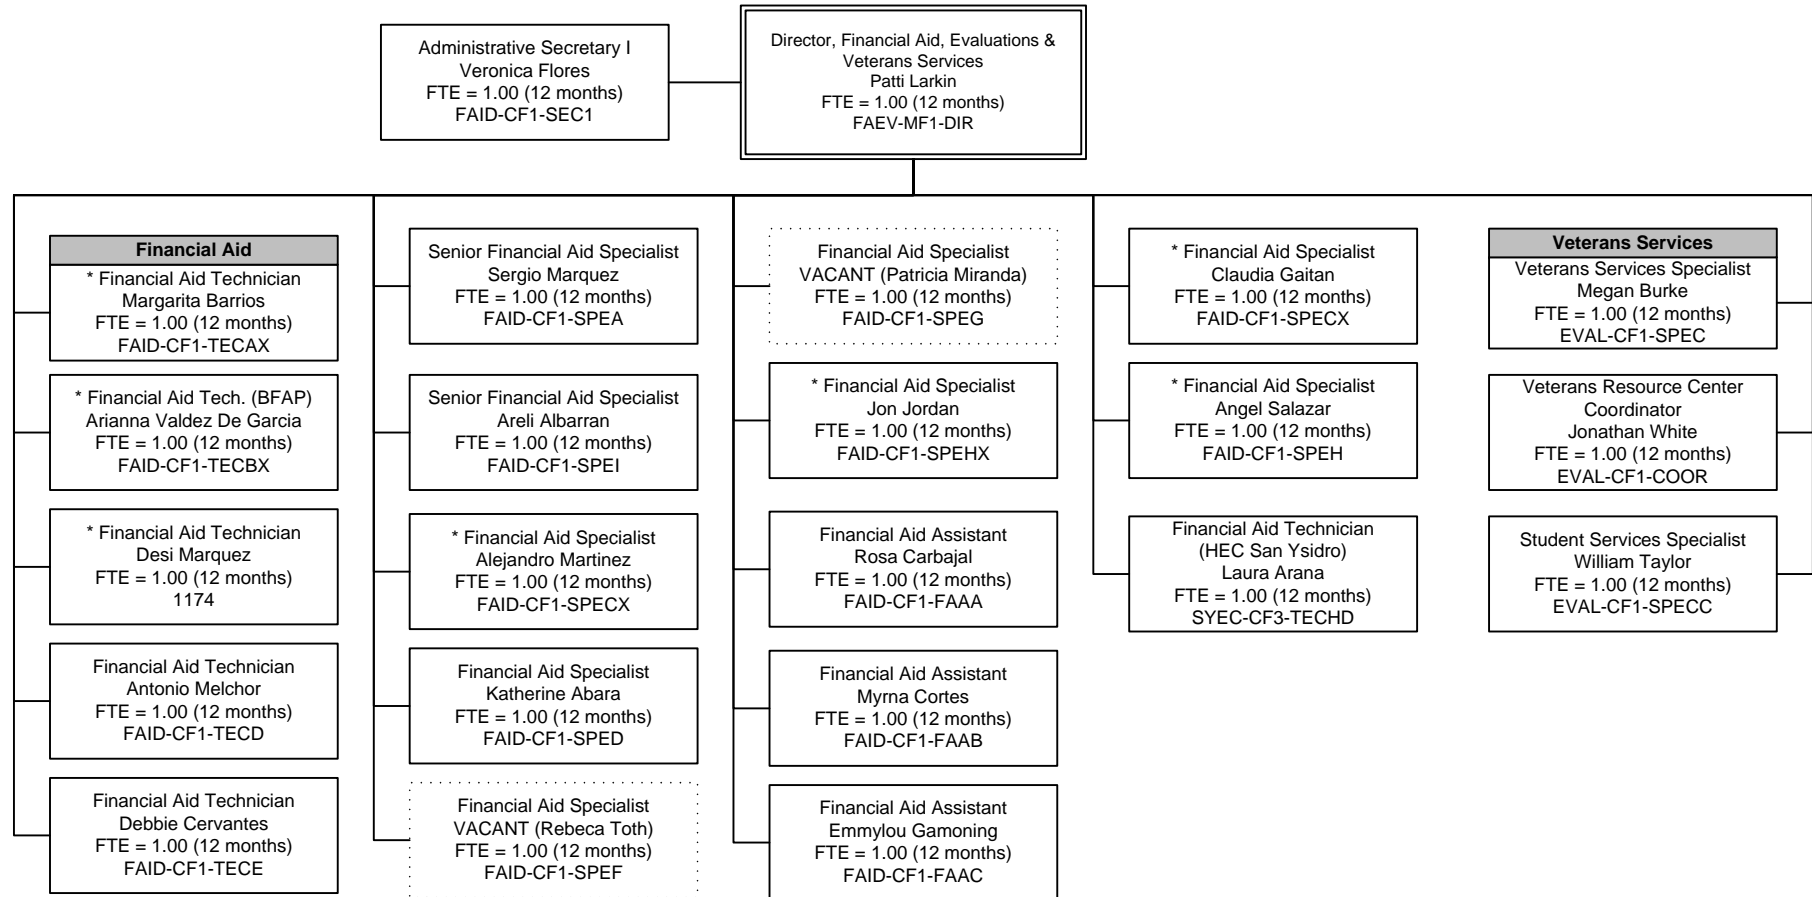 Administrative Secretary I
Veronica Flores
FTE = 1.00 (12 months)
FAID-CF1-SEC1
Director, Financial Aid, Evaluations &
Veterans Services
Patti Larkin
FTE = 1.00 (12 months)
FAEV-MF1-DIR
Financial Aid
* Financial Aid Technician
Margarita Barrios
FTE = 1.00 (12 months)
FAID-CF1-TECAX
* Financial Aid Tech. (BFAP)
Arianna Valdez De Garcia
FTE = 1.00 (12 months)
FAID-CF1-TECBX
* Financial Aid Technician
Desi Marquez
FTE = 1.00 (12 months)
1174
Financial Aid Technician
Antonio Melchor
FTE = 1.00 (12 months)
FAID-CF1-TECD
Financial Aid Technician
Debbie Cervantes
FTE = 1.00 (12 months)
FAID-CF1-TECE
Senior Financial Aid Specialist
Sergio Marquez
FTE = 1.00 (12 months)
FAID-CF1-SPEA
Senior Financial Aid Specialist
Areli Albarran
FTE = 1.00 (12 months)
FAID-CF1-SPEI
* Financial Aid Specialist
Alejandro Martinez
FTE = 1.00 (12 months)
FAID-CF1-SPECX
Financial Aid Specialist
Katherine Abara
FTE = 1.00 (12 months)
FAID-CF1-SPED
Financial Aid Specialist
VACANT (Rebeca Toth)
FTE = 1.00 (12 months)
FAID-CF1-SPEF
Financial Aid Specialist
VACANT (Patricia Miranda)
FTE = 1.00 (12 months)
FAID-CF1-SPEG
* Financial Aid Specialist
Jon Jordan
FTE = 1.00 (12 months)
FAID-CF1-SPEHX
Financial Aid Assistant
Rosa Carbajal
FTE = 1.00 (12 months)
FAID-CF1-FAAA
Financial Aid Assistant
Myrna Cortes
FTE = 1.00 (12 months)
FAID-CF1-FAAB
Financial Aid Assistant
Emmylou Gamoning
FTE = 1.00 (12 months)
FAID-CF1-FAAC
* Financial Aid Specialist
Claudia Gaitan
FTE = 1.00 (12 months)
FAID-CF1-SPECX
* Financial Aid Specialist
Angel Salazar
FTE = 1.00 (12 months)
FAID-CF1-SPEH
Financial Aid Technician
(HEC San Ysidro)
Laura Arana
FTE = 1.00 (12 months)
SYEC-CF3-TECHD
Veterans Services
Veterans Services Specialist
Megan Burke
FTE = 1.00 (12 months)
EVAL-CF1-SPEC
Veterans Resource Center
Coordinator
Jonathan White
FTE = 1.00 (12 months)
EVAL-CF1-COOR
Student Services Specialist
William Taylor
FTE = 1.00 (12 months)
EVAL-CF1-SPECC